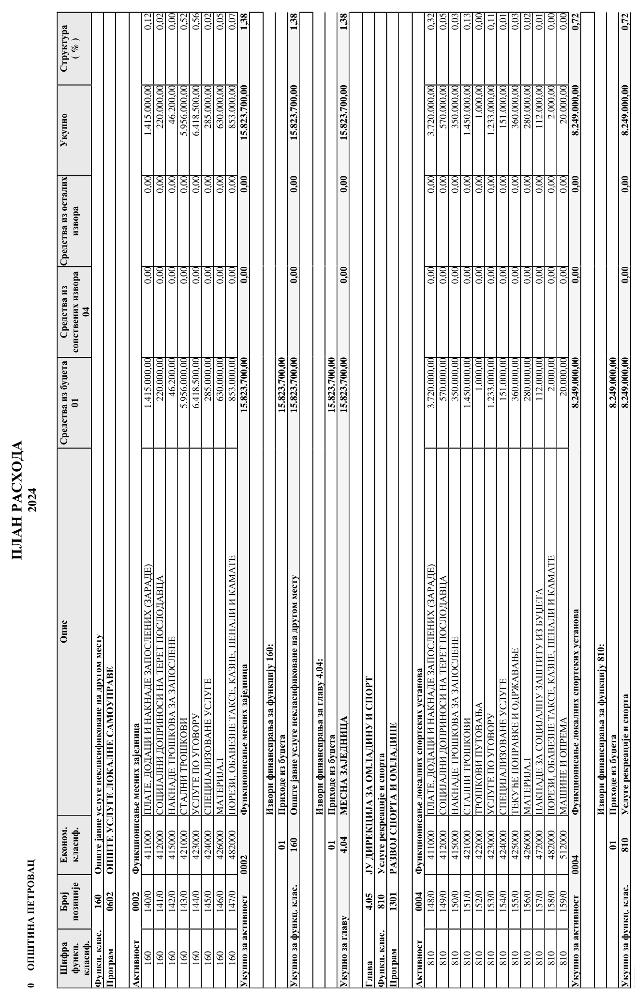 ПЛАН РАСХОДА
2024
0 ОПШТИНА ПЕТРОВАЦ
Шифра функц. класиф. Број позиције Економ. класиф. Опис Средства из буџета 01 Средства из сопствених извора 04 Средства из осталих извора Укупно Структура ( % )
Функц. клас. 160 Опште јавне услуге некласификоване на другом месту
Програм 0602 ОПШТЕ УСЛУГЕ ЛОКАЛНЕ САМОУПРАВЕ
Активност 0002 Функционисање месних заједница
160 140/0 411000 ПЛАТЕ, ДОДАЦИ И НАКНАДЕ ЗАПОСЛЕНИХ (ЗАРАДЕ) 1.415.000,00 0,00 0,00 1.415.000,00 0,12
160 141/0 412000 СОЦИЈАЛНИ ДОПРИНОСИ НА ТЕРЕТ ПОСЛОДАВЦА 220.000,00 0,00 0,00 220.000,00 0,02
160 142/0 415000 НАКНАДЕ ТРОШКОВА ЗА ЗАПОСЛЕНЕ 46.200,00 0,00 0,00 46.200,00 0,00
160 143/0 421000 СТАЛНИ ТРОШКОВИ 5.956.000,00 0,00 0,00 5.956.000,00 0,52
160 144/0 423000 УСЛУГЕ ПО УГОВОРУ 6.418.500,00 0,00 0,00 6.418.500,00 0,56
160 145/0 424000 СПЕЦИЈАЛИЗОВАНЕ УСЛУГЕ 285.000,00 0,00 0,00 285.000,00 0,02
160 146/0 426000 МАТЕРИЈАЛ 630.000,00 0,00 0,00 630.000,00 0,05
160 147/0 482000 ПОРЕЗИ, ОБАВЕЗНЕ ТАКСЕ, КАЗНЕ, ПЕНАЛИ И КАМАТЕ 853.000,00 0,00 0,00 853.000,00 0,07
Укупно за активност 0002 Функционисање месних заједница 15.823.700,00 0,00 0,00 15.823.700,00 1,38
Извори финансирања за функцију 160:
01 Приходе из буџета 15.823.700,00
Укупно за функц. клас. 160 Опште јавне услуге некласификоване на другом месту 15.823.700,00 0,00 0,00 15.823.700,00 1,38
Извори финансирања за главу 4.04:
01 Приходе из буџета 15.823.700,00
Укупно за главу 4.04 МЕСНА ЗАЈЕДНИЦА 15.823.700,00 0,00 0,00 15.823.700,00 1,38
Глава 4.05 ЈУ ДИРЕКЦИЈА ЗА ОМЛАДИНУ И СПОРТ
Функц. клас. 810 Услуге рекреације и спорта
Програм 1301 РАЗВОЈ СПОРТА И ОМЛАДИНЕ
Активност 0004 Функционисање локалних спортских установа
810 148/0 411000 ПЛАТЕ, ДОДАЦИ И НАКНАДЕ ЗАПОСЛЕНИХ (ЗАРАДЕ) 3.720.000,00 0,00 0,00 3.720.000,00 0,32
810 149/0 412000 СОЦИЈАЛНИ ДОПРИНОСИ НА ТЕРЕТ ПОСЛОДАВЦА 570.000,00 0,00 0,00 570.000,00 0,05
810 150/0 415000 НАКНАДЕ ТРОШКОВА ЗА ЗАПОСЛЕНЕ 350.000,00 0,00 0,00 350.000,00 0,03
810 151/0 421000 СТАЛНИ ТРОШКОВИ 1.450.000,00 0,00 0,00 1.450.000,00 0,13
810 152/0 422000 ТРОШКОВИ ПУТОВАЊА 1.000,00 0,00 0,00 1.000,00 0,00
810 153/0 423000 УСЛУГЕ ПО УГОВОРУ 1.233.000,00 0,00 0,00 1.233.000,00 0,11
810 154/0 424000 СПЕЦИЈАЛИЗОВАНЕ УСЛУГЕ 151.000,00 0,00 0,00 151.000,00 0,01
810 155/0 425000 ТЕКУЋЕ ПОПРАВКЕ И ОДРЖАВАЊЕ 360.000,00 0,00 0,00 360.000,00 0,03
810 156/0 426000 МАТЕРИЈАЛ 280.000,00 0,00 0,00 280.000,00 0,02
810 157/0 472000 НАКНАДЕ ЗА СОЦИЈАЛНУ ЗАШТИТУ ИЗ БУЏЕТА 112.000,00 0,00 0,00 112.000,00 0,01
810 158/0 482000 ПОРЕЗИ, ОБАВЕЗНЕ ТАКСЕ, КАЗНЕ, ПЕНАЛИ И КАМАТЕ 2.000,00 0,00 0,00 2.000,00 0,00
810 159/0 512000 МАШИНЕ И ОПРЕМА 20.000,00 0,00 0,00 20.000,00 0,00
Укупно за активност 0004 Функционисање локалних спортских установа 8.249.000,00 0,00 0,00 8.249.000,00 0,72
Извори финансирања за функцију 810:
01 Приходе из буџета 8.249.000,00
Укупно за функц. клас. 810 Услуге рекреације и спорта 8.249.000,00 0,00 0,00 8.249.000,00 0,72